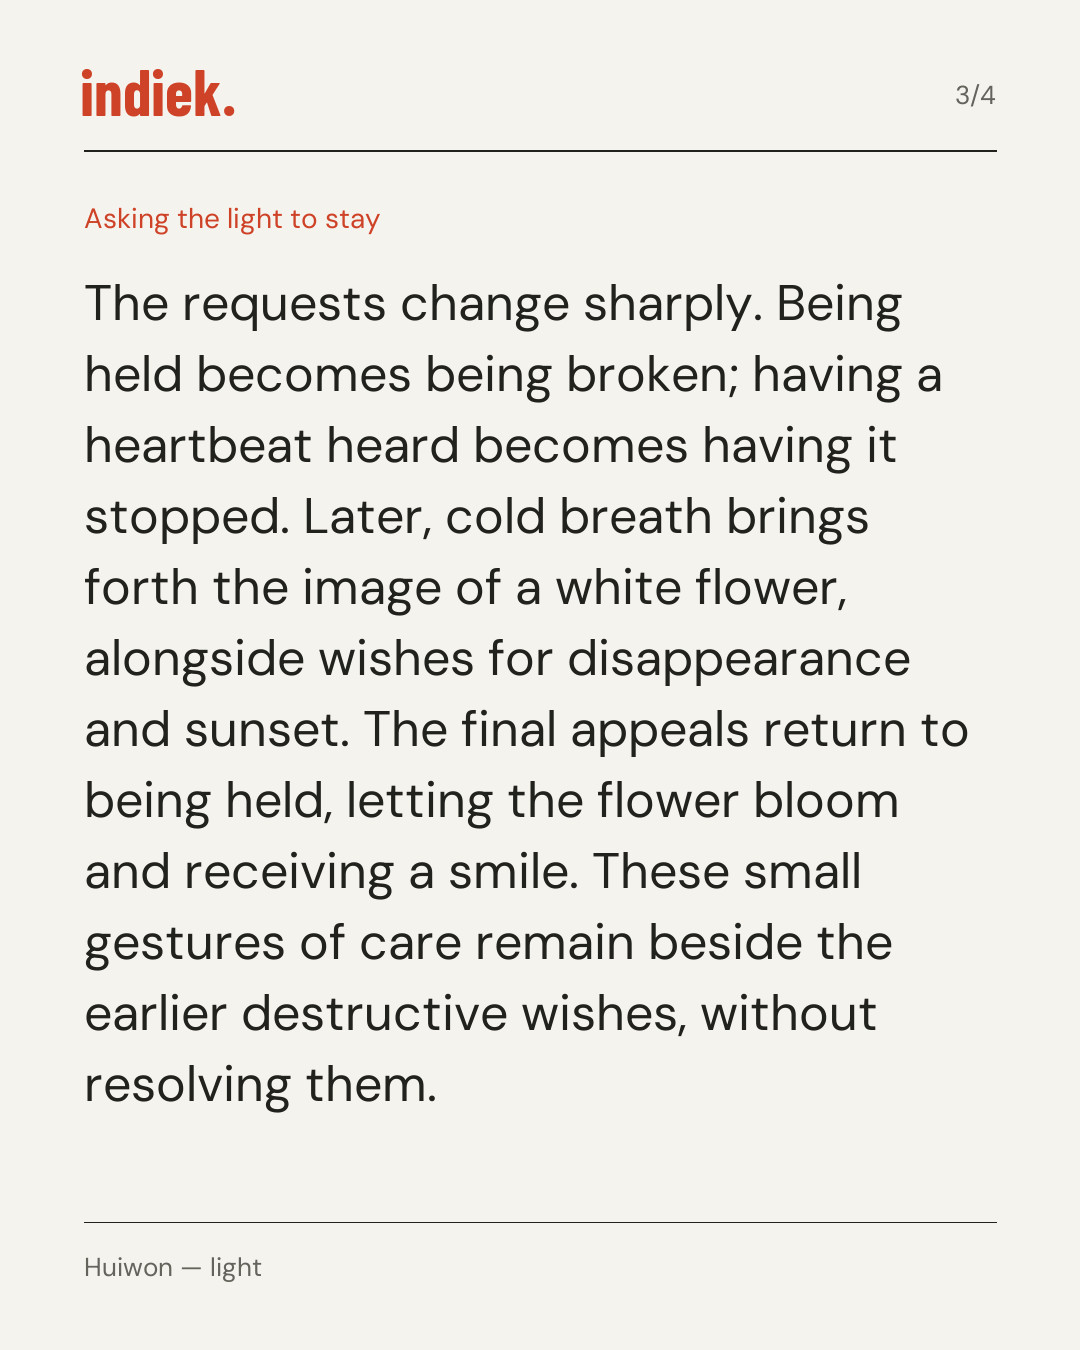 indiek.
3/4
Asking the light to stay
The requests change sharply. Being
held becomes being broken; having a
heartbeat heard becomes having it
stopped. Later, cold breath brings
forth the image of a white flower,
alongside wishes for disappearance
and sunset. The final appeals return to
being held, letting the flower bloom
and receiving a smile. These small
gestures of care remain beside the
earlier destructive wishes, without
resolving them.
Huiwon — light